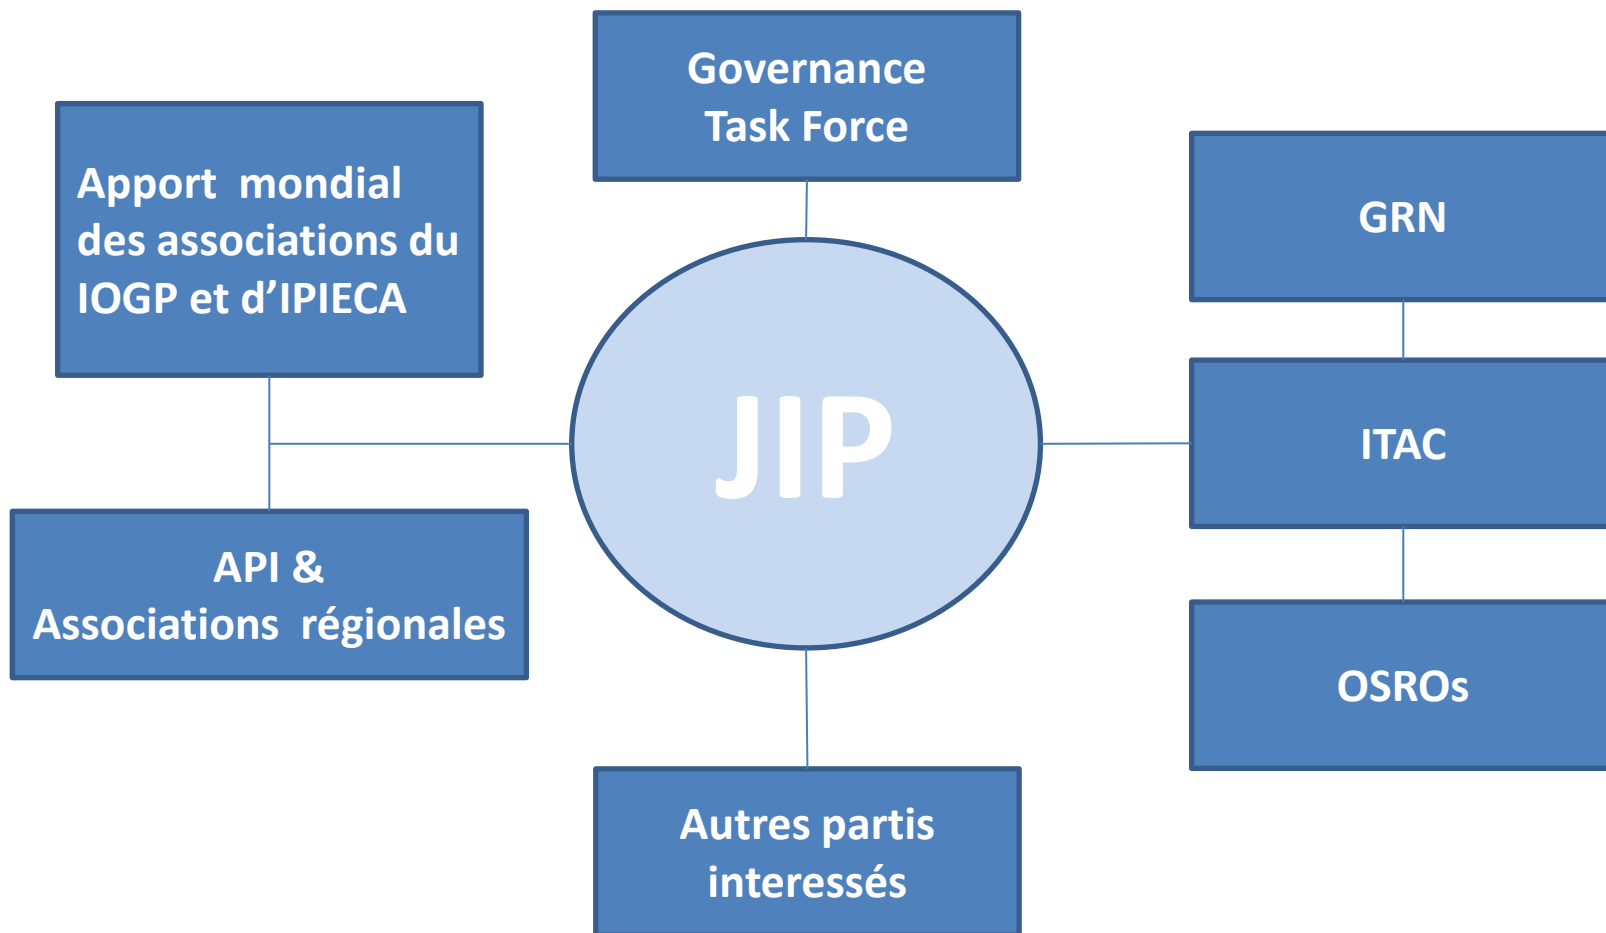 Governance
Task Force
Apport mondial
des associations du
IOGP et d’IPIECA
GRN
JIP
ITAC
API &
Associations régionales
OSROs
Autres partis
interessés